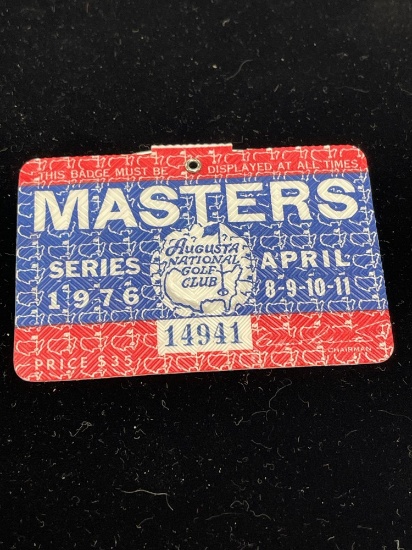 THIS BADGE MUST BE DISPLAYED AT ALL TIMES
MASTERS
SERIES
1976
AUGUSTA
NATIONAL
GOLF
CLUB
APRIL
8-9-10-11
14941
PRICE $35
CHAIRMAN